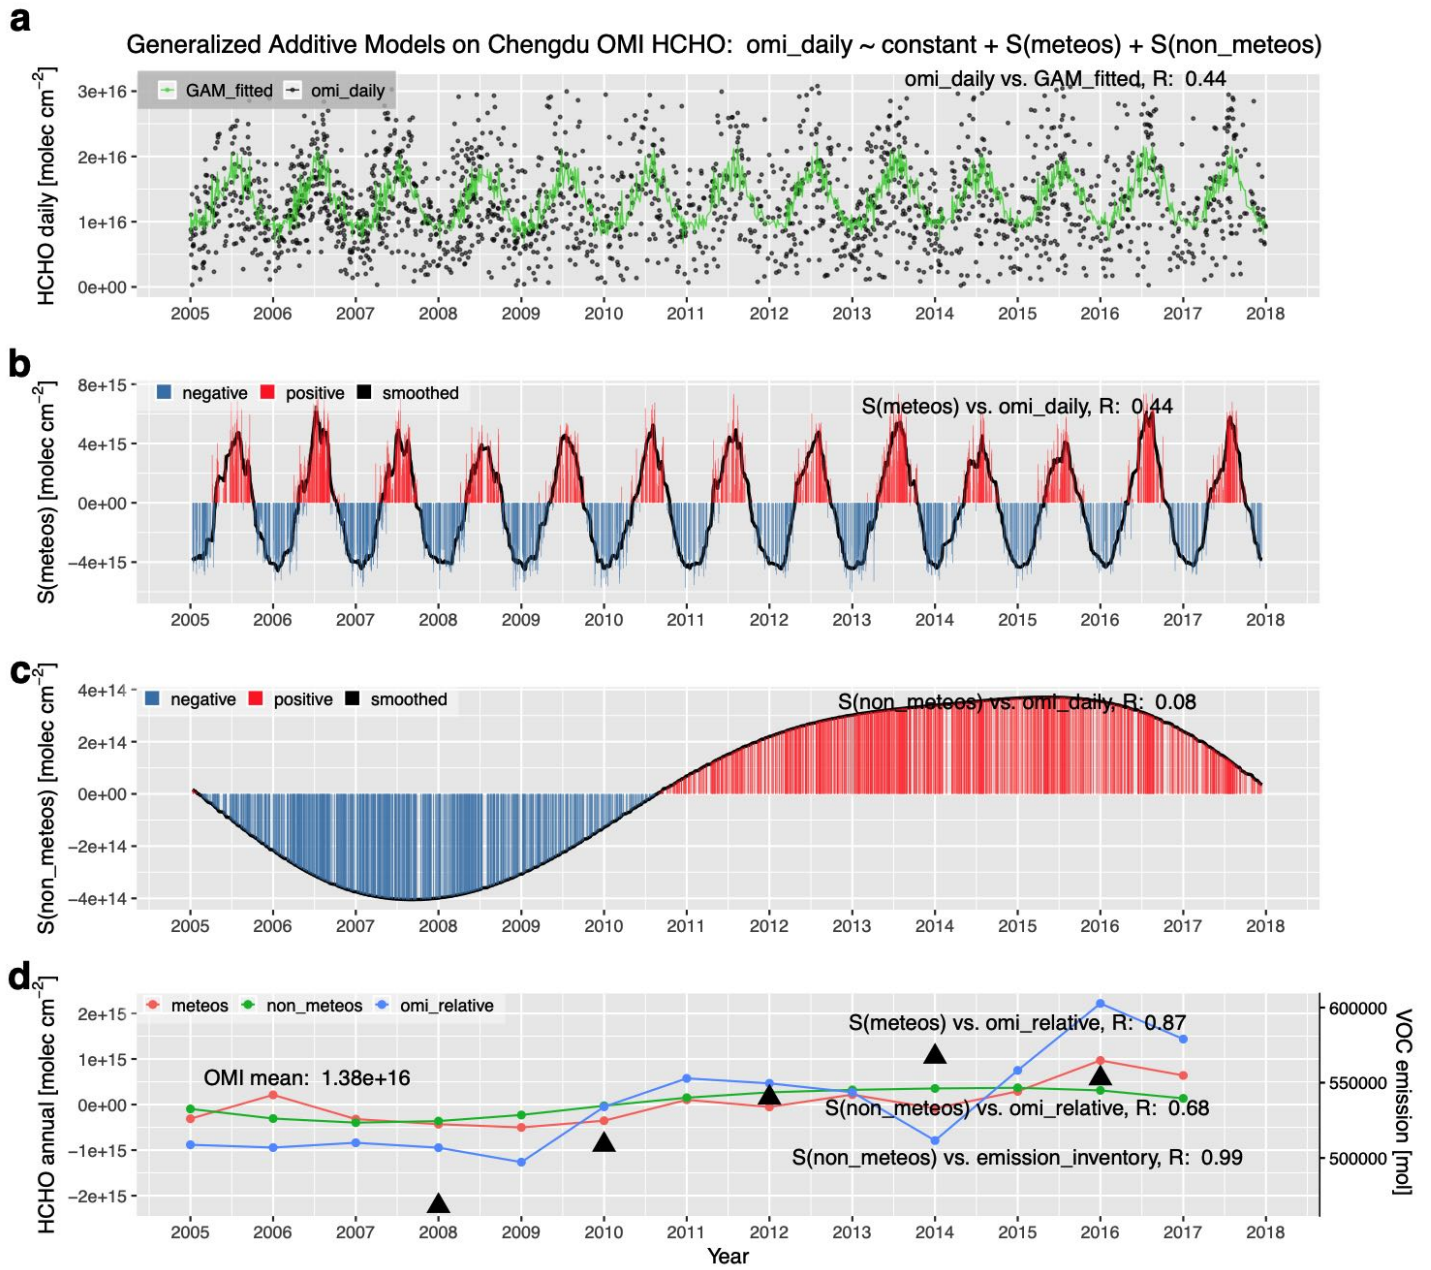 a
Generalized Additive Models on Chengdu OMI HCHO: omi_daily ~ constant + S(meteos) + S(non_meteos)
omi_daily vs. GAM_fitted, R: 0.44
GAM_fitted omi_daily
HCHO daily [molec cm⁻²]
3e+16
2e+16
1e+16
0e+00
2005 2006 2007 2008 2009 2010 2011 2012 2013 2014 2015 2016 2017 2018
b
negative positive smoothed
S(meteos) vs. omi_daily, R: 0.44
S(meteos) [molec cm⁻²]
8e+15
4e+15
0e+00
−4e+15
2005 2006 2007 2008 2009 2010 2011 2012 2013 2014 2015 2016 2017 2018
c
negative positive smoothed
S(non_meteos) vs. omi_daily, R: 0.08
S(non_meteos) [molec cm⁻²]
4e+14
2e+14
0e+00
−2e+14
−4e+14
2005 2006 2007 2008 2009 2010 2011 2012 2013 2014 2015 2016 2017 2018
d
meteos non_meteos omi_relative
S(meteos) vs. omi_relative, R: 0.87
OMI mean: 1.38e+16
S(non_meteos) vs. omi_relative, R: 0.68
S(non_meteos) vs. emission_inventory, R: 0.99
HCHO annual [molec cm⁻²]
2e+15
1e+15
0e+00
−1e+15
−2e+15
600000
550000
500000
VOC emission [mol]
2005 2006 2007 2008 2009 2010 2011 2012 2013 2014 2015 2016 2017 2018
Year